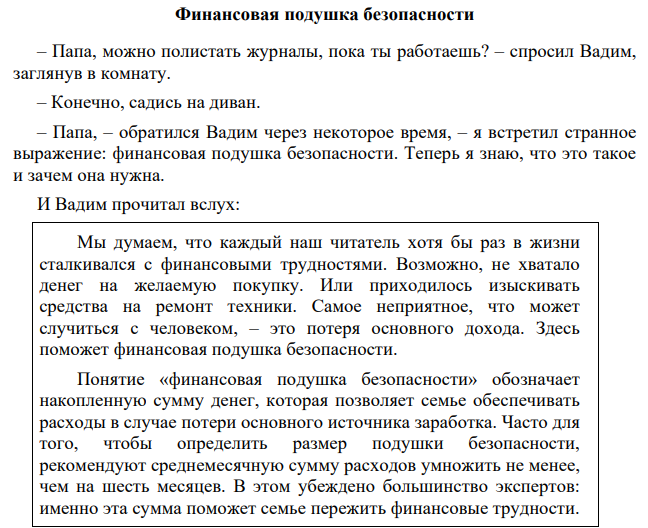 Финансовая подушка безопасности
– Папа, можно полистать журналы, пока ты работаешь? – спросил Вадим,
заглянув в комнату.
– Конечно, садись на диван.
– Папа, – обратился Вадим через некоторое время, – я встретил странное
выражение: финансовая подушка безопасности. Теперь я знаю, что это такое
и зачем она нужна.
И Вадим прочитал вслух:
Мы думаем, что каждый наш читатель хотя бы раз в жизни
сталкивался с финансовыми трудностями. Возможно, не хватало
денег на желаемую покупку. Или приходилось изыскивать
средства на ремонт техники. Самое неприятное, что может
случиться с человеком, – это потеря основного дохода. Здесь
поможет финансовая подушка безопасности.
Понятие «финансовая подушка безопасности» обозначает
накопленную сумму денег, которая позволяет семье обеспечивать
расходы в случае потери основного источника заработка. Часто для
того, чтобы определить размер подушки безопасности,
рекомендуют среднемесячную сумму расходов умножить не менее,
чем на шесть месяцев. В этом убеждено большинство экспертов:
именно эта сумма поможет семье пережить финансовые трудности.